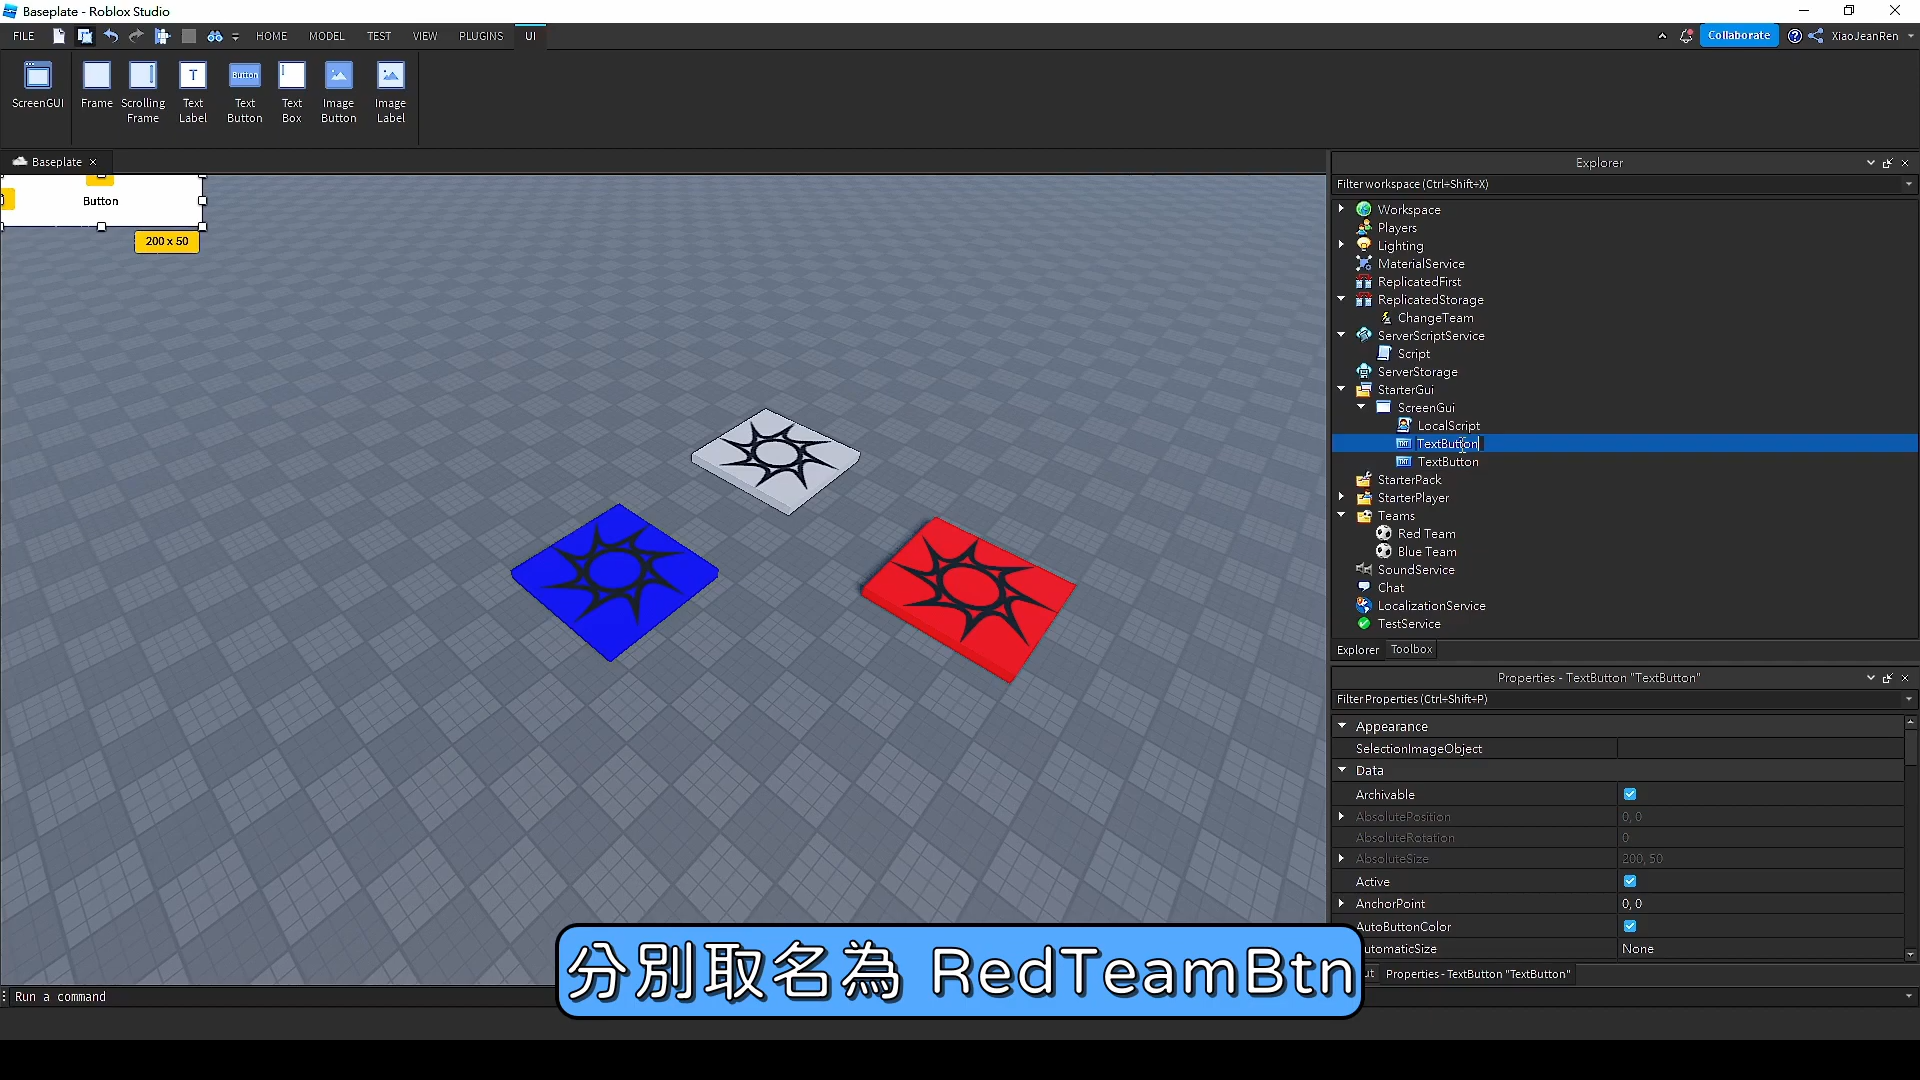 Baseplate - Roblox Studio
FILE HOME MODEL TEST VIEW PLUGINS UI Collaborate XiaoJeanRen
ScreenGUI Frame Scrolling Frame Text Label Button Text Button Text Box Image Button Image Label
Baseplate
Button
200 x 50
Explorer
Filter workspace (Ctrl+Shift+X)
Workspace
Players
Lighting
MaterialService
ReplicatedFirst
ReplicatedStorage
ChangeTeam
ServerScriptService
Script
ServerStorage
StarterGui
ScreenGui
LocalScript
TextButton
TextButton
StarterPack
StarterPlayer
Teams
Red Team
Blue Team
SoundService
Chat
LocalizationService
TestService
Explorer Toolbox
Properties - TextButton "TextButton"
Filter Properties (Ctrl+Shift+P)
Appearance
SelectionImageObject
Data
Archivable
AbsolutePosition 0, 0
AbsoluteRotation 0
AbsoluteSize 200, 50
Active
AnchorPoint 0, 0
AutoButtonColor
utomaticSize None
Properties - TextButton "TextButton"
分別取名為 RedTeamBtn
Run a command